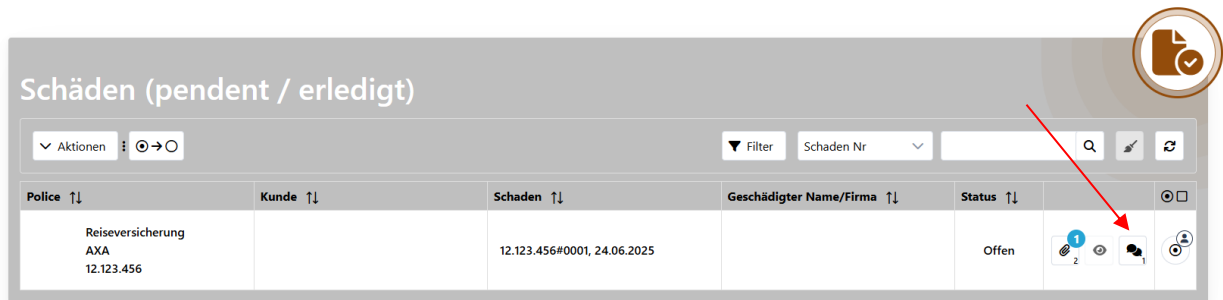 Schäden (pendent / erledigt)
Aktionen
Filter
Schaden Nr
Police Kunde Schaden Geschädigter Name/Firma Status
Reiseversicherung
AXA
12.123.456
12.123.456#0001, 24.06.2025
Offen
1
2
1